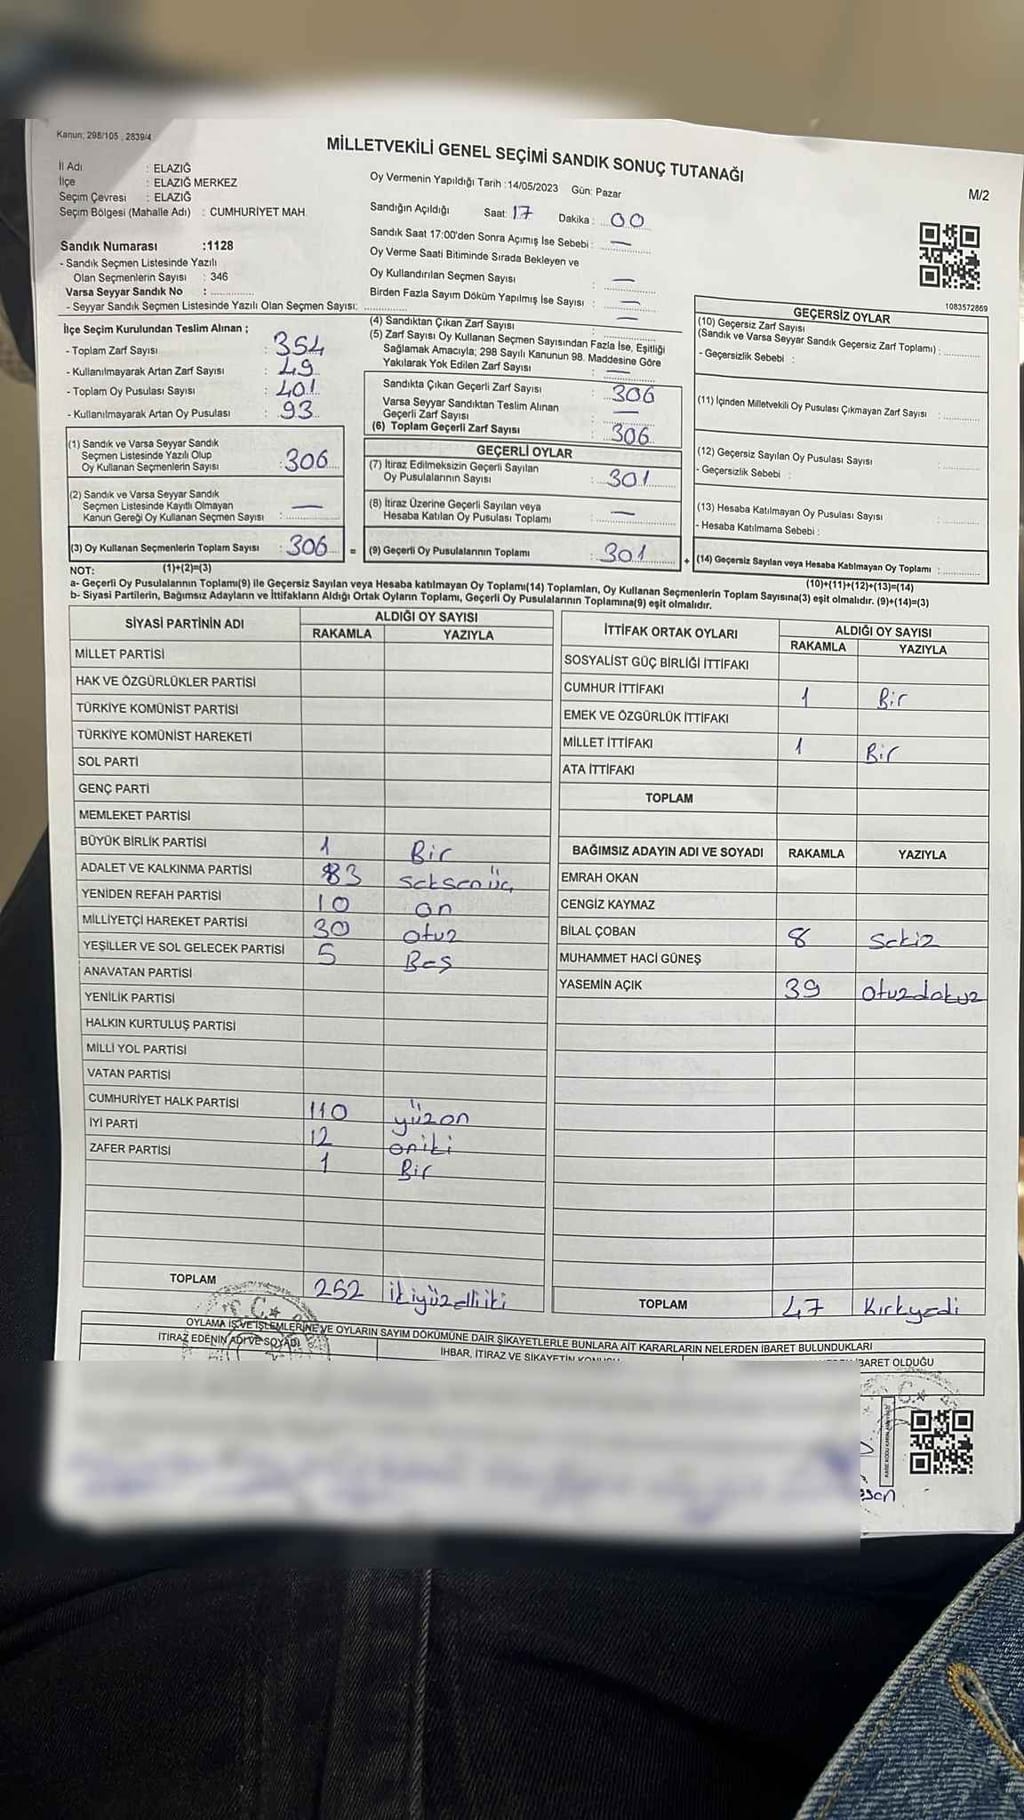 Kanun; 298/105 , 2839/4
MİLLETVEKİLİ GENEL SEÇİMİ SANDIK SONUÇ TUTANAĞI
M/2
İl Adı : ELAZIĞ
İlçe : ELAZIĞ MERKEZ
Seçim Çevresi : ELAZIĞ
Seçim Bölgesi (Mahalle Adı) : CUMHURİYET MAH.
Sandık Numarası :1128
- Sandık Seçmen Listesinde Yazılı
Olan Seçmenlerin Sayısı : 346
Varsa Seyyar Sandık No :
- Seyyar Sandık Seçmen Listesinde Yazılı Olan Seçmen Sayısı:
Oy Vermenin Yapıldığı Tarih :14/05/2023 Gün: Pazar
Sandığın Açıldığı Saat: 17 Dakika : 00
Sandık Saat 17:00'den Sonra Açımış İse Sebebi : —
Oy Verme Saati Bitiminde Sırada Bekleyen ve
Oy Kullandırılan Seçmen Sayısı : —
Birden Fazla Sayım Döküm Yapılmış İse Sayısı : —
1083572869
İlçe Seçim Kurulundan Teslim Alınan ;
- Toplam Zarf Sayısı : 354
- Kullanılmayarak Artan Zarf Sayısı : 49
- Toplam Oy Pusulası Sayısı : 401
- Kullanılmayarak Artan Oy Pusulası : 93
(4) Sandıktan Çıkan Zarf Sayısı : —
(5) Zarf Sayısı Oy Kullanan Seçmen Sayısından Fazla İse, Eşitliği
Sağlamak Amacıyla; 298 Sayılı Kanunun 98. Maddesine Göre
Yakılarak Yok Edilen Zarf Sayısı : —
Sandıkta Çıkan Geçerli Zarf Sayısı : 306
Varsa Seyyar Sandıktan Teslim Alınan
Geçerli Zarf Sayısı : —
(6) Toplam Geçerli Zarf Sayısı : 306
GEÇERSİZ OYLAR
(10) Geçersiz Zarf Sayısı
(Sandık ve Varsa Seyyar Sandık Geçersiz Zarf Toplamı) :
- Geçersizlik Sebebi :
(11) İçinden Milletvekili Oy Pusulası Çıkmayan Zarf Sayısı :
(12) Geçersiz Sayılan Oy Pusulası Sayısı :
- Geçersizlik Sebebi :
(13) Hesaba Katılmayan Oy Pusulası Sayısı :
- Hesaba Katılmama Sebebi :
+ (14) Geçersiz Sayılan veya Hesaba Katılmayan Oy Toplamı :
(10)+(11)+(12)+(13)=(14)
(1) Sandık ve Varsa Seyyar Sandık
Seçmen Listesinde Yazılı Olup
Oy Kullanan Seçmenlerin Sayısı : 306
(2) Sandık ve Varsa Seyyar Sandık
Seçmen Listesinde Kayıtlı Olmayan
Kanun Gereği Oy Kullanan Seçmen Sayısı : —
(3) Oy Kullanan Seçmenlerin Toplam Sayısı : 306 =
(1)+(2)=(3)
GEÇERLİ OYLAR
(7) İtiraz Edilmeksizin Geçerli Sayılan
Oy Pusulalarının Sayısı : 301
(8) İtiraz Üzerine Geçerli Sayılan veya
Hesaba Katılan Oy Pusulası Toplamı : —
(9) Geçerli Oy Pusulalarının Toplamı : 301
NOT:
a- Geçerli Oy Pusulalarının Toplamı(9) ile Geçersiz Sayılan veya Hesaba katılmayan Oy Toplamı(14) Toplamları, Oy Kullanan Seçmenlerin Toplam Sayısına(3) eşit olmalıdır. (9)+(14)=(3)
b- Siyasi Partilerin, Bağımsız Adayların ve İttifakların Aldığı Ortak Oyların Toplamı, Geçerli Oy Pusulalarının Toplamına(9) eşit olmalıdır.
SİYASİ PARTİNİN ADI ALDIĞI OY SAYISI
RAKAMLA YAZIYLA
MİLLET PARTİSİ
HAK VE ÖZGÜRLÜKLER PARTİSİ
TÜRKİYE KOMÜNİST PARTİSİ
TÜRKİYE KOMÜNİST HAREKETİ
SOL PARTİ
GENÇ PARTİ
MEMLEKET PARTİSİ
BÜYÜK BİRLİK PARTİSİ 1 Bir
ADALET VE KALKINMA PARTİSİ 83 seksenüç
YENİDEN REFAH PARTİSİ 10 on
MİLLİYETÇİ HAREKET PARTİSİ 30 otuz
YEŞİLLER VE SOL GELECEK PARTİSİ 5 Beş
ANAVATAN PARTİSİ
YENİLİK PARTİSİ
HALKIN KURTULUŞ PARTİSİ
MİLLİ YOL PARTİSİ
VATAN PARTİSİ
CUMHURİYET HALK PARTİSİ 110 yüzon
İYİ PARTİ 12 oniki
ZAFER PARTİSİ 1 Bir
TOPLAM 252 ikiyüzelliiki
İTTİFAK ORTAK OYLARI ALDIĞI OY SAYISI
RAKAMLA YAZIYLA
SOSYALİST GÜÇ BİRLİĞİ İTTİFAKI
CUMHUR İTTİFAKI 1 Bir
EMEK VE ÖZGÜRLÜK İTTİFAKI
MİLLET İTTİFAKI 1 Bir
ATA İTTİFAKI
TOPLAM
BAĞIMSIZ ADAYIN ADI VE SOYADI RAKAMLA YAZIYLA
EMRAH OKAN
CENGİZ KAYMAZ
BİLAL ÇOBAN 8 sekiz
MUHAMMET HACİ GÜNEŞ
YASEMİN AÇIK 39 otuzdokuz
TOPLAM 47 Kırkyedi
T.C.
OYLAMA İŞ VE İŞLEMLERİNE VE OYLARIN SAYIM DÖKÜMÜNE DAİR ŞİKAYETLERLE BUNLARA AİT KARARLARIN NELERDEN İBARET BULUNDUKLARI
İTİRAZ EDENİN ADI VE SOYADI
İHBAR, İTİRAZ VE ŞİKAYETİN KONUSU
İBARET OLDUĞU